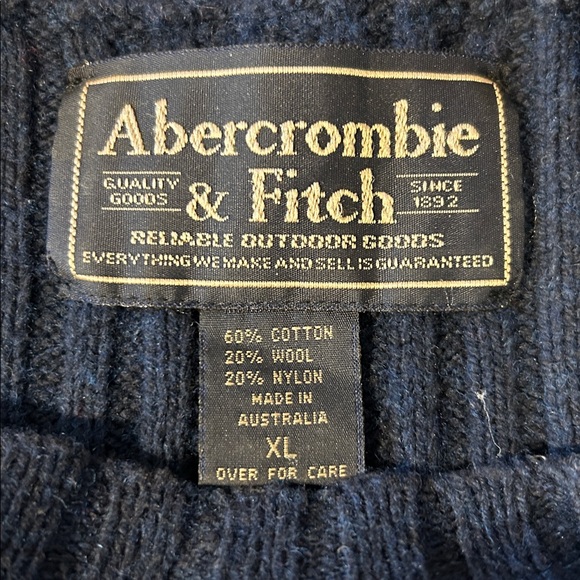 Abercrombie
QUALITY GOODS & Fitch SINCE 1892
RELIABLE OUTDOOR GOODS
EVERYTHING WE MAKE AND SELL IS GUARANTEED
60% COTTON
20% WOOL
20% NYLON
MADE IN
AUSTRALIA
XL
OVER FOR CARE